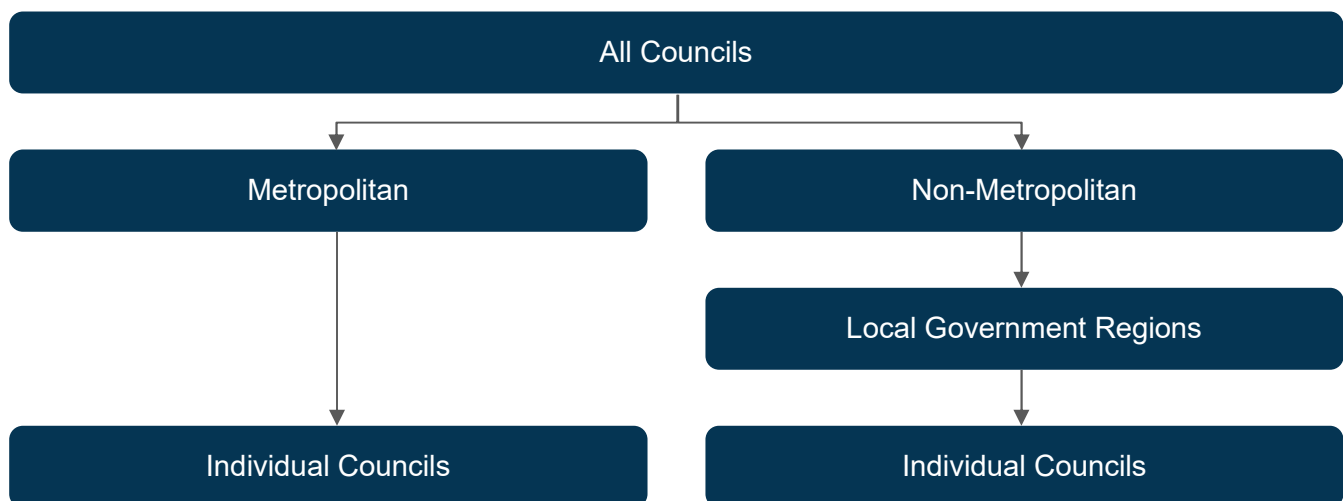 All Councils
Metropolitan
Non-Metropolitan
Local Government Regions
Individual Councils
Individual Councils